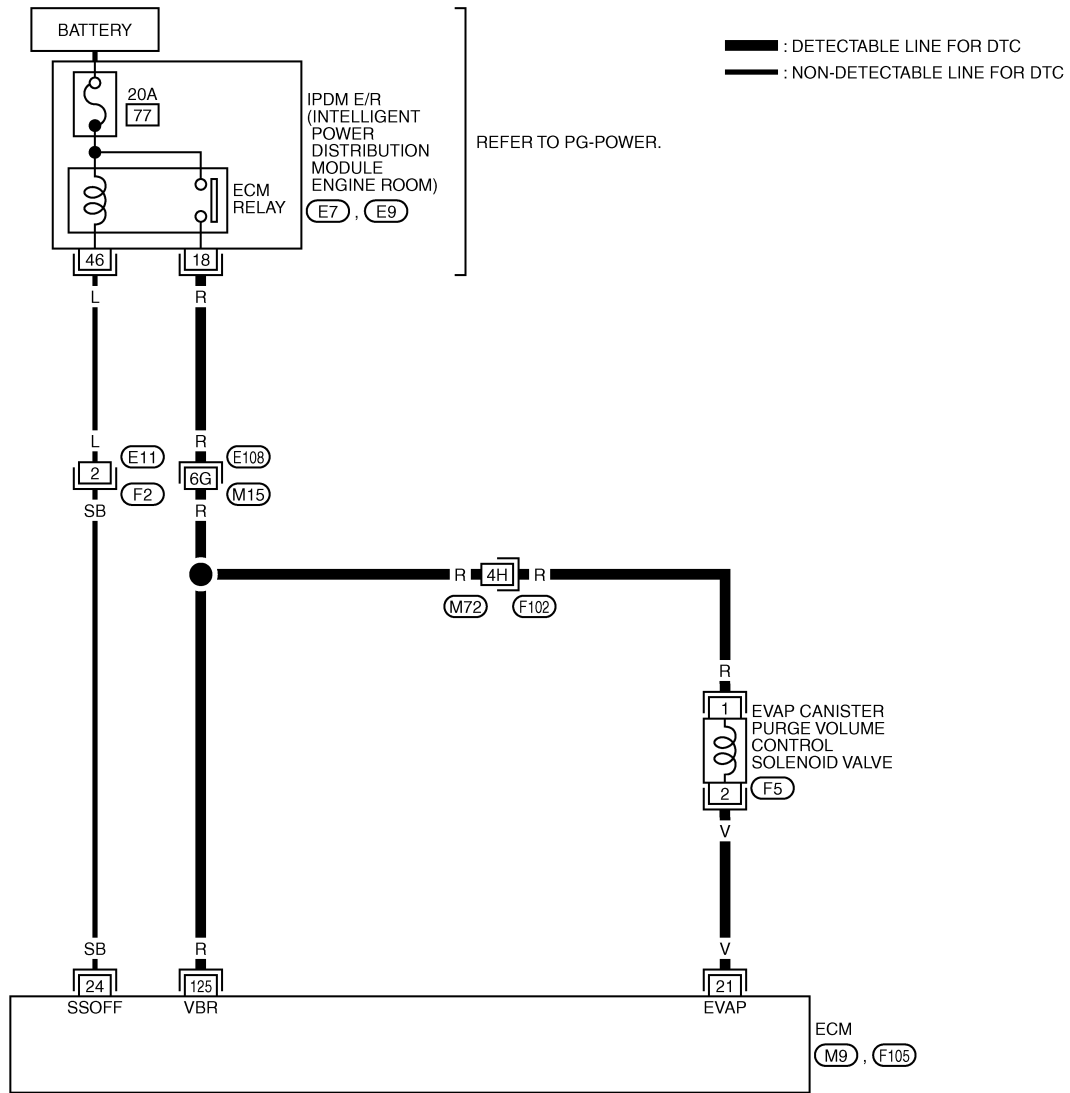 BATTERY
: DETECTABLE LINE FOR DTC
: NON-DETECTABLE LINE FOR DTC
20A
77
IPDM E/R
(INTELLIGENT
POWER
DISTRIBUTION
MODULE
ENGINE ROOM)
E7 , E9
REFER TO PG-POWER.
ECM
RELAY
46
18
L
R
L
R
2
E11
F2
6G
E108
M15
SB
R
R
4H
R
M72
F102
R
1
EVAP CANISTER
PURGE VOLUME
CONTROL
SOLENOID VALVE
2
F5
V
SB
R
V
24
125
21
SSOFF
VBR
EVAP
ECM
M9 , F105